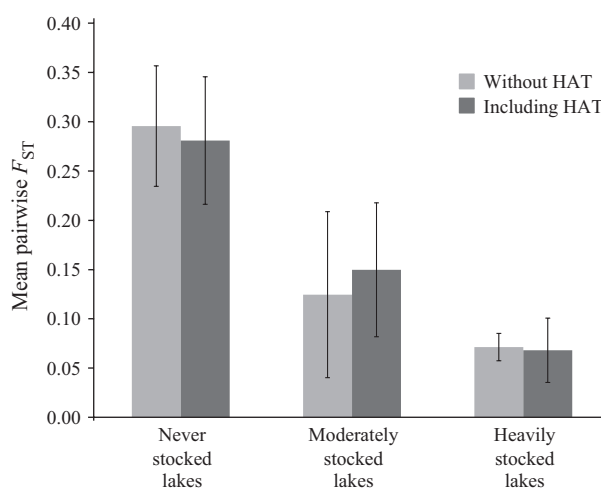 0.40
0.35
0.30
0.25
0.20
0.15
0.10
0.05
0.00
Mean pairwise FST
Without HAT
Including HAT
Never
stocked
lakes
Moderately
stocked
lakes
Heavily
stocked
lakes